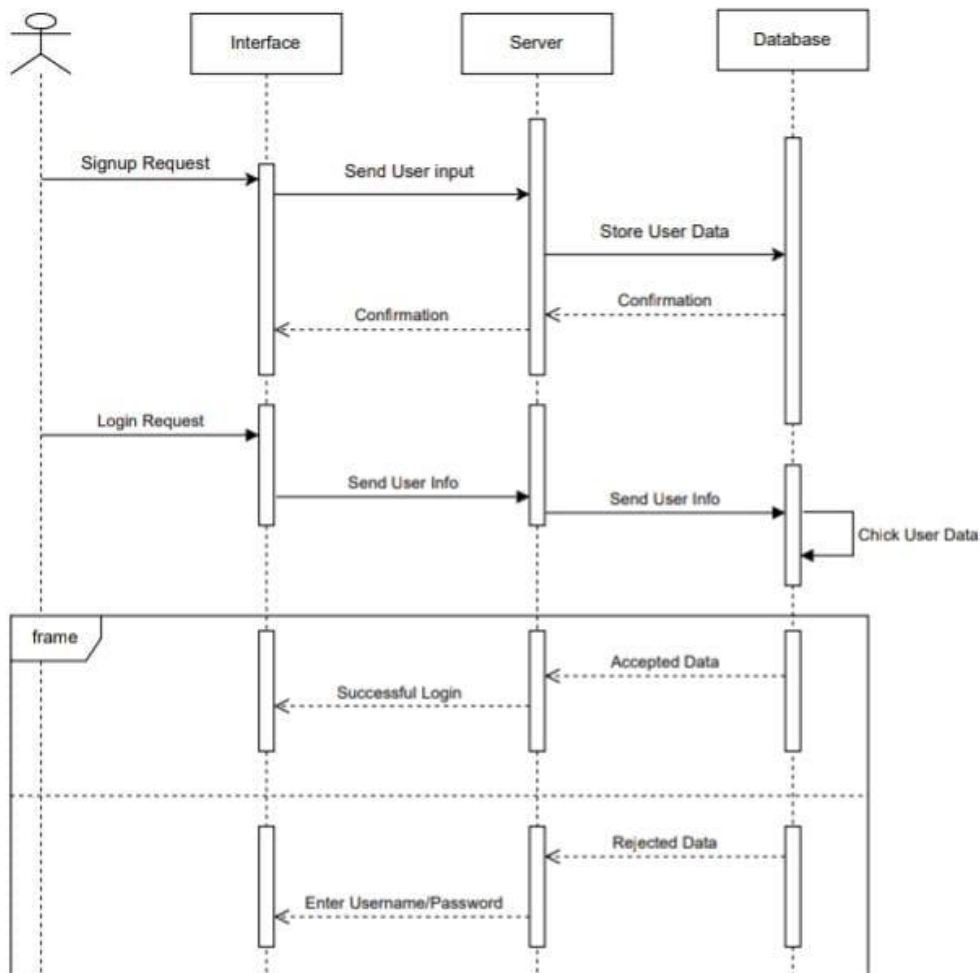 Interface
Server
Database
Signup Request
Send User input
Store User Data
Confirmation
Confirmation
Login Request
Send User Info
Send User Info
Chick User Data
frame
Accepted Data
Successful Login
Rejected Data
Enter Username/Password